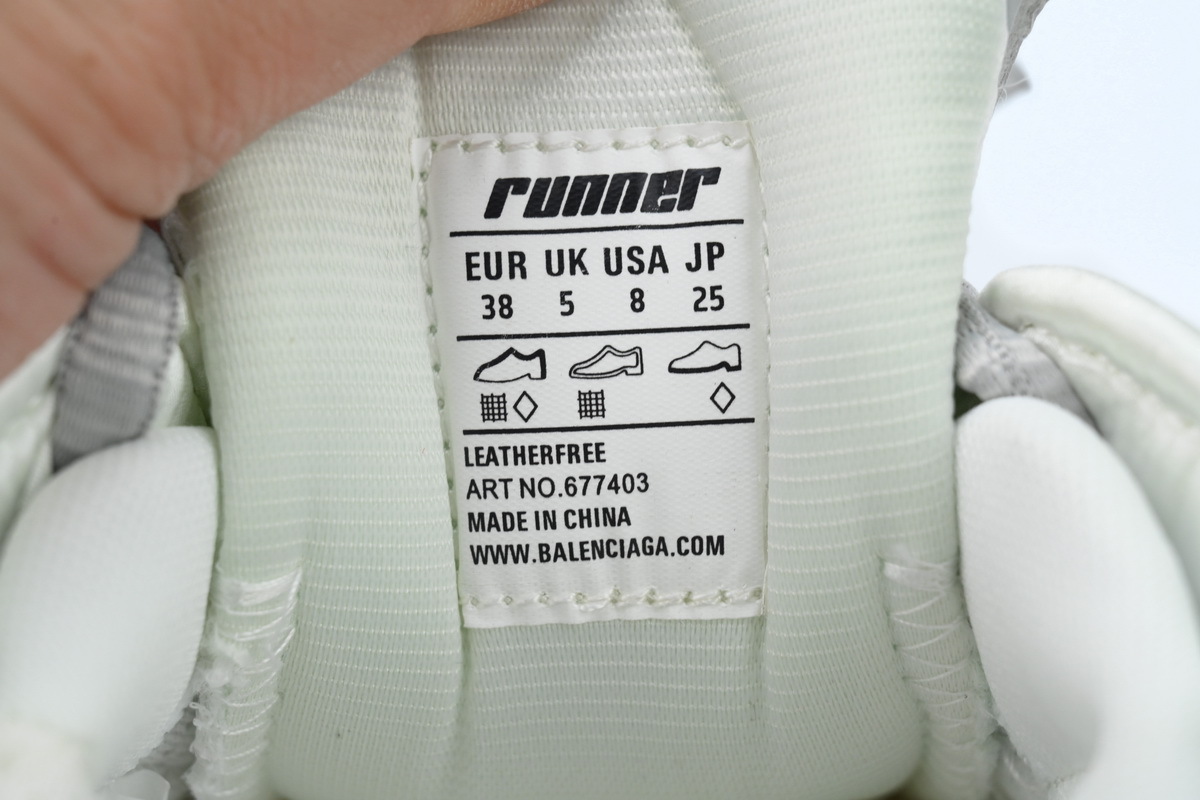 runner
EUR UK USA JP
38 5 8 25
LEATHERFREE
ART NO.677403
MADE IN CHINA
WWW.BALENCIAGA.COM